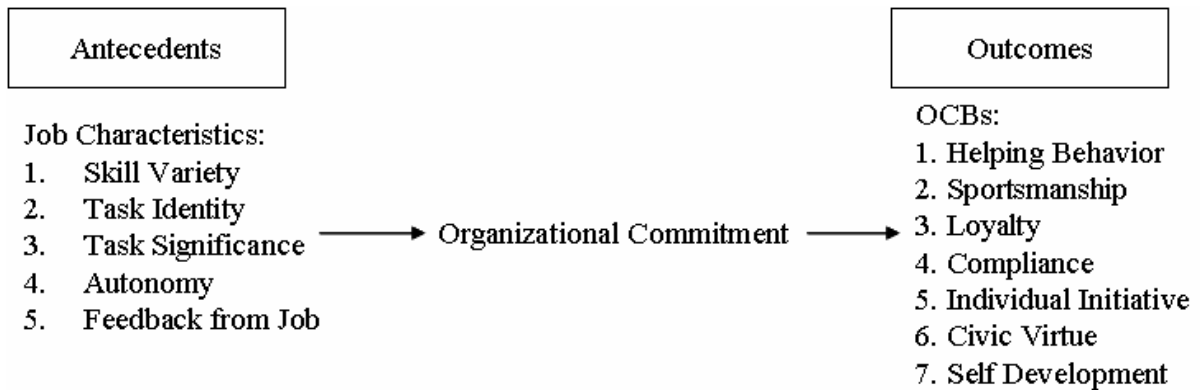 Antecedents
Job Characteristics:
1. Skill Variety
2. Task Identity
3. Task Significance
4. Autonomy
5. Feedback from Job
Organizational Commitment
Outcomes
OCBs:
1. Helping Behavior
2. Sportsmanship
3. Loyalty
4. Compliance
5. Individual Initiative
6. Civic Virtue
7. Self Development